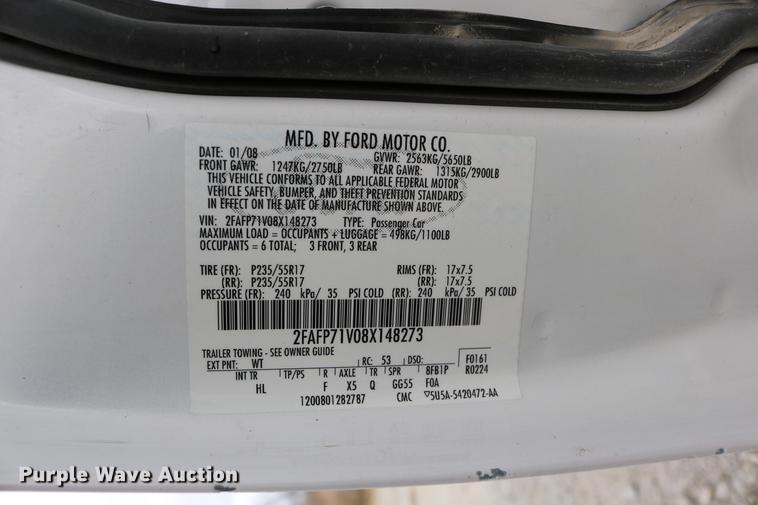 MFD. BY FORD MOTOR CO.
DATE: 01/08 GVWR: 2563KG/5650LB
FRONT GAWR: 1247KG/2750LB REAR GAWR: 1315KG/2900LB
THIS VEHICLE CONFORMS TO ALL APPLICABLE FEDERAL MOTOR
VEHICLE SAFETY, BUMPER, AND THEFT PREVENTION STANDARDS
IN EFFECT ON THE DATE OF MANUFACTURE SHOWN ABOVE.
VIN: 2FAFP71V08X148273 TYPE: Passenger Car
MAXIMUM LOAD = OCCUPANTS + LUGGAGE = 498KG/1100LB
OCCUPANTS = 6 TOTAL; 3 FRONT, 3 REAR
TIRE (FR): P235/55R17 RIMS (FR): 17x7.5
(RR): P235/55R17 (RR): 17x7.5
PRESSURE (FR): 240 kPa/ 35 PSI COLD (RR): 240 kPa/ 35 PSI COLD
2FAFP71V08X148273
TRAILER TOWING - SEE OWNER GUIDE
EXT PNT: WT RC: 53 DSO: F0161
INT TR TP/PS R AXLE TR SPR 8FB1P R0224
HL F X5 Q GG55 F0A
1200801282787 CMC ▽5U5A-5420472-AA
Purple Wave Auction